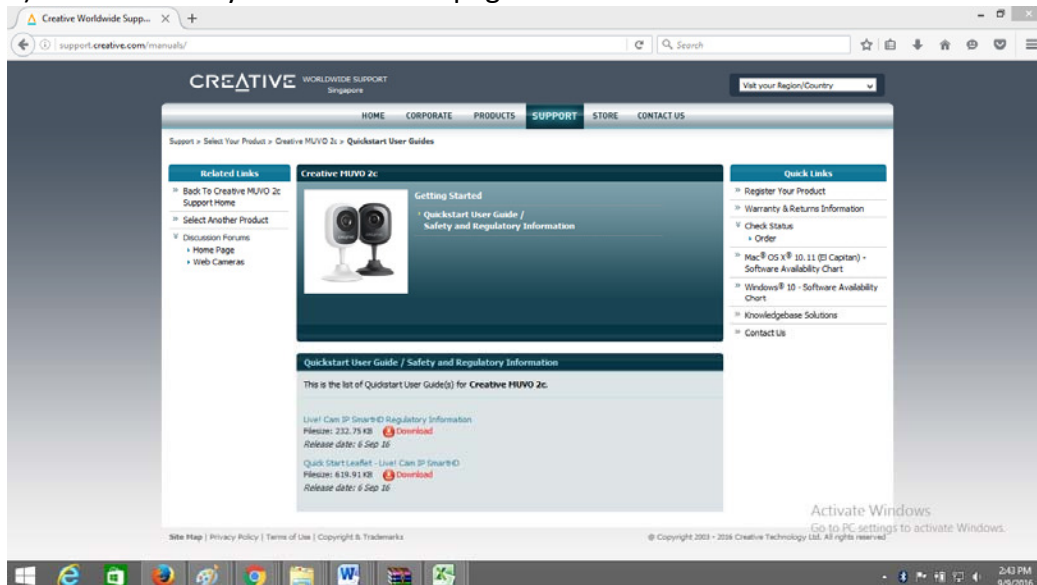 Creative Worldwide Supp...
support.creative.com/manuals/
Search
CREATIVE WORLDWIDE SUPPORT
Singapore
Visit your Region/Country
HOME CORPORATE PRODUCTS SUPPORT STORE CONTACT US
Support > Select Your Product > Creative MUVO 2c > Quickstart User Guides
Related Links
Back To Creative MUVO 2c
Support Home
Select Another Product
Discussion Forums
Home Page
Web Cameras
Creative MUVO 2c
Getting Started
Quickstart User Guide /
Safety and Regulatory Information
Quickstart User Guide / Safety and Regulatory Information
This is the list of Quickstart User Guide(s) for Creative MUVO 2c.
Live! Cam IP SmartHD Regulatory Information
Filesize: 232.75 KB Download
Release date: 6 Sep 16
Quick Start Leaflet - Live! Cam IP SmartHD
Filesize: 619.91 KB Download
Release date: 6 Sep 16
Quick Links
Register Your Product
Warranty & Returns Information
Check Status
Order
Mac® OS X® 10.11 (El Capitan) -
Software Availability Chart
Windows® 10 - Software Availability
Chart
Knowledgebase Solutions
Contact Us
Activate Windows
Go to PC settings to activate Windows.
Site Map | Privacy Policy | Terms of Use | Copyright & Trademarks
© Copyright 2003 - 2016 Creative Technology Ltd. All rights reserved
2:43 PM
9/9/2016